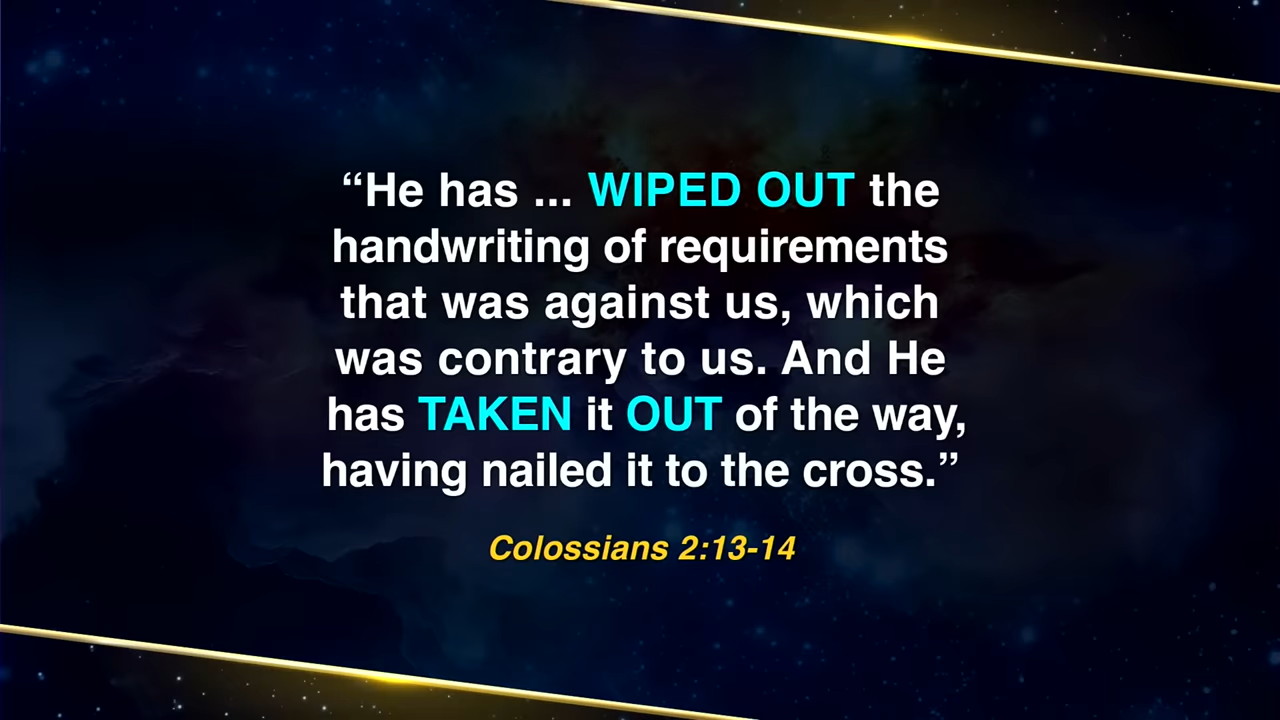 “He has ... WIPED OUT the
handwriting of requirements
that was against us, which
was contrary to us. And He
has TAKEN it OUT of the way,
having nailed it to the cross.”
Colossians 2:13-14